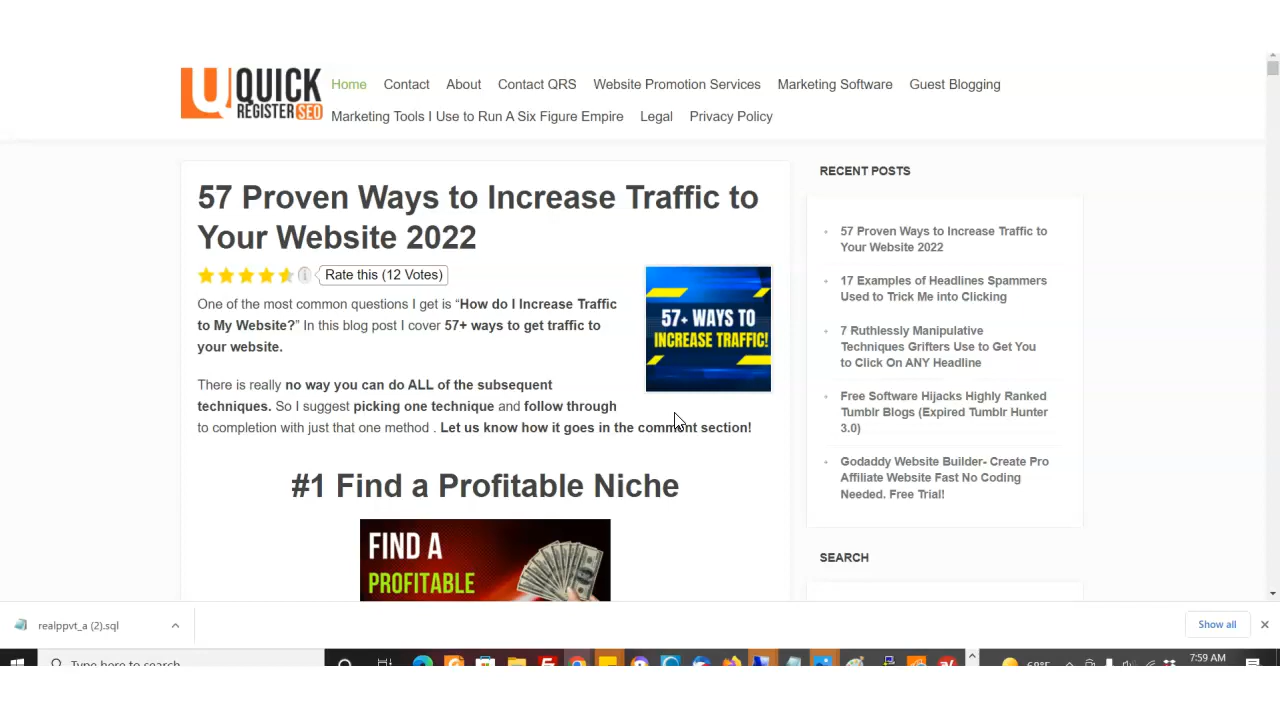 QUICK
REGISTER SEO
Home Contact About Contact QRS Website Promotion Services Marketing Software Guest Blogging
Marketing Tools I Use to Run A Six Figure Empire Legal Privacy Policy
57 Proven Ways to Increase Traffic to
Your Website 2022
Rate this (12 Votes)
One of the most common questions I get is “How do I Increase Traffic
to My Website?” In this blog post I cover 57+ ways to get traffic to
your website.
57+ WAYS TO
INCREASE TRAFFIC!
There is really no way you can do ALL of the subsequent
techniques. So I suggest picking one technique and follow through
to completion with just that one method . Let us know how it goes in the comment section!
#1 Find a Profitable Niche
FIND A
PROFITABLE
RECENT POSTS
57 Proven Ways to Increase Traffic to
Your Website 2022
17 Examples of Headlines Spammers
Used to Trick Me into Clicking
7 Ruthlessly Manipulative
Techniques Grifters Use to Get You
to Click On ANY Headline
Free Software Hijacks Highly Ranked
Tumblr Blogs (Expired Tumblr Hunter
3.0)
Godaddy Website Builder- Create Pro
Affiliate Website Fast No Coding
Needed. Free Trial!
SEARCH
realppvt_a (2).sql
Show all
Type here to search
68°F
7:59 AM